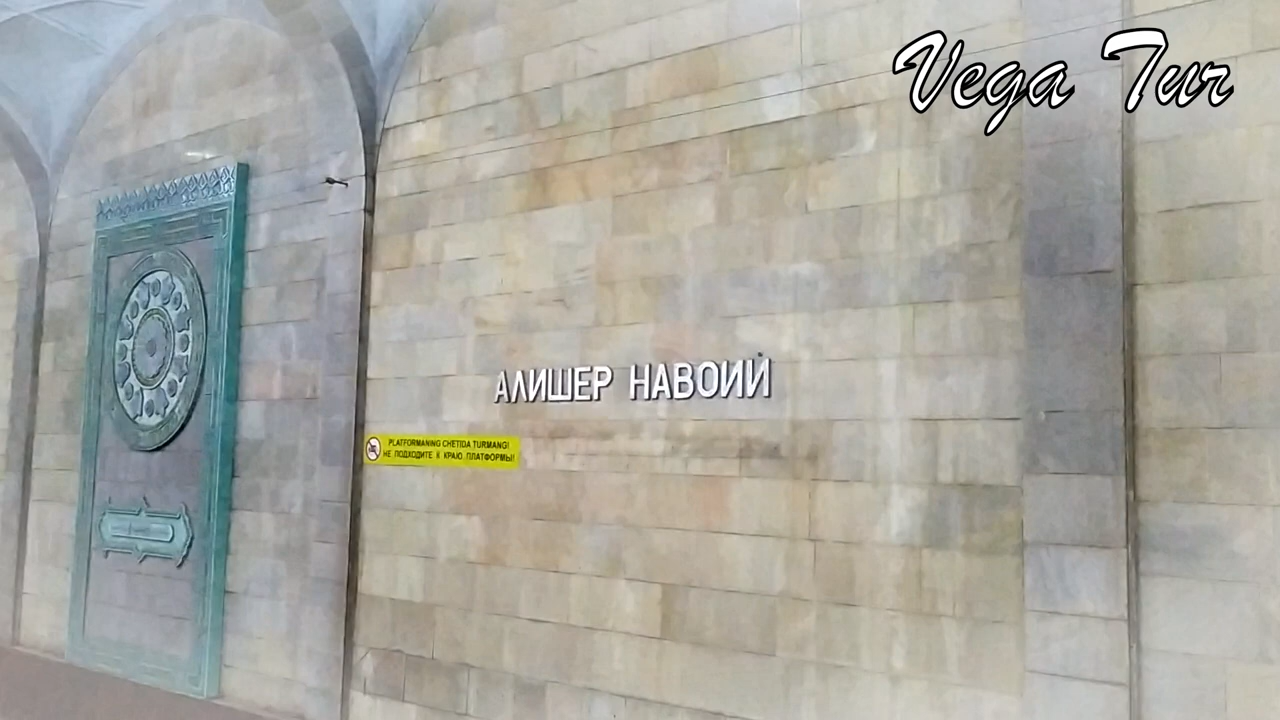 Vega Tur
АЛИШЕР НАВОИЙ
PLATFORMANING CHETIDA TURMANG!
НЕ ПОДХОДИТЕ К КРАЮ ПЛАТФОРМЫ!